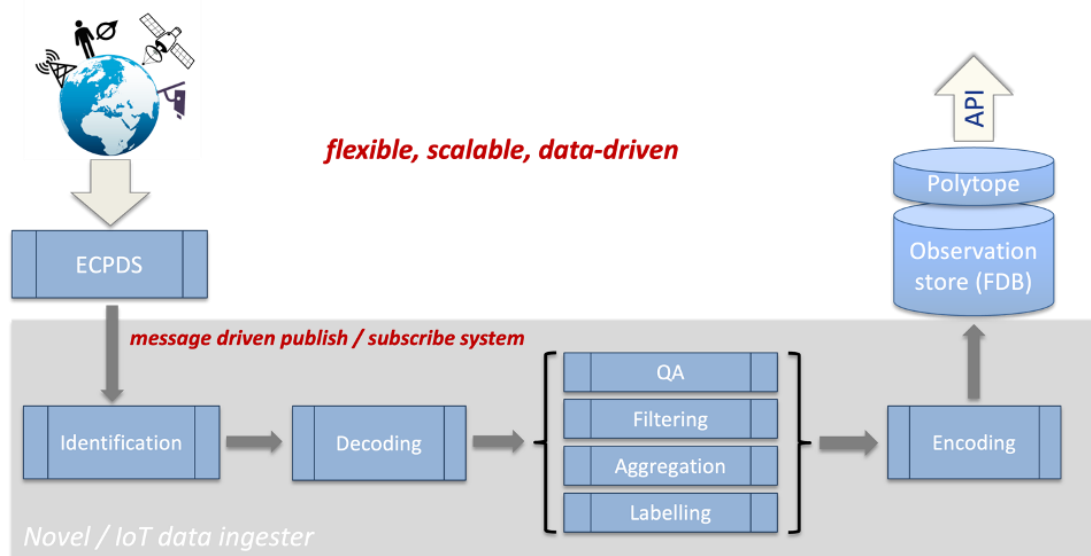 flexible, scalable, data-driven
API
Polytope
Observation
store (FDB)
ECPDS
message driven publish / subscribe system
Identification
Decoding
QA
Filtering
Aggregation
Labelling
Encoding
Novel / IoT data ingester